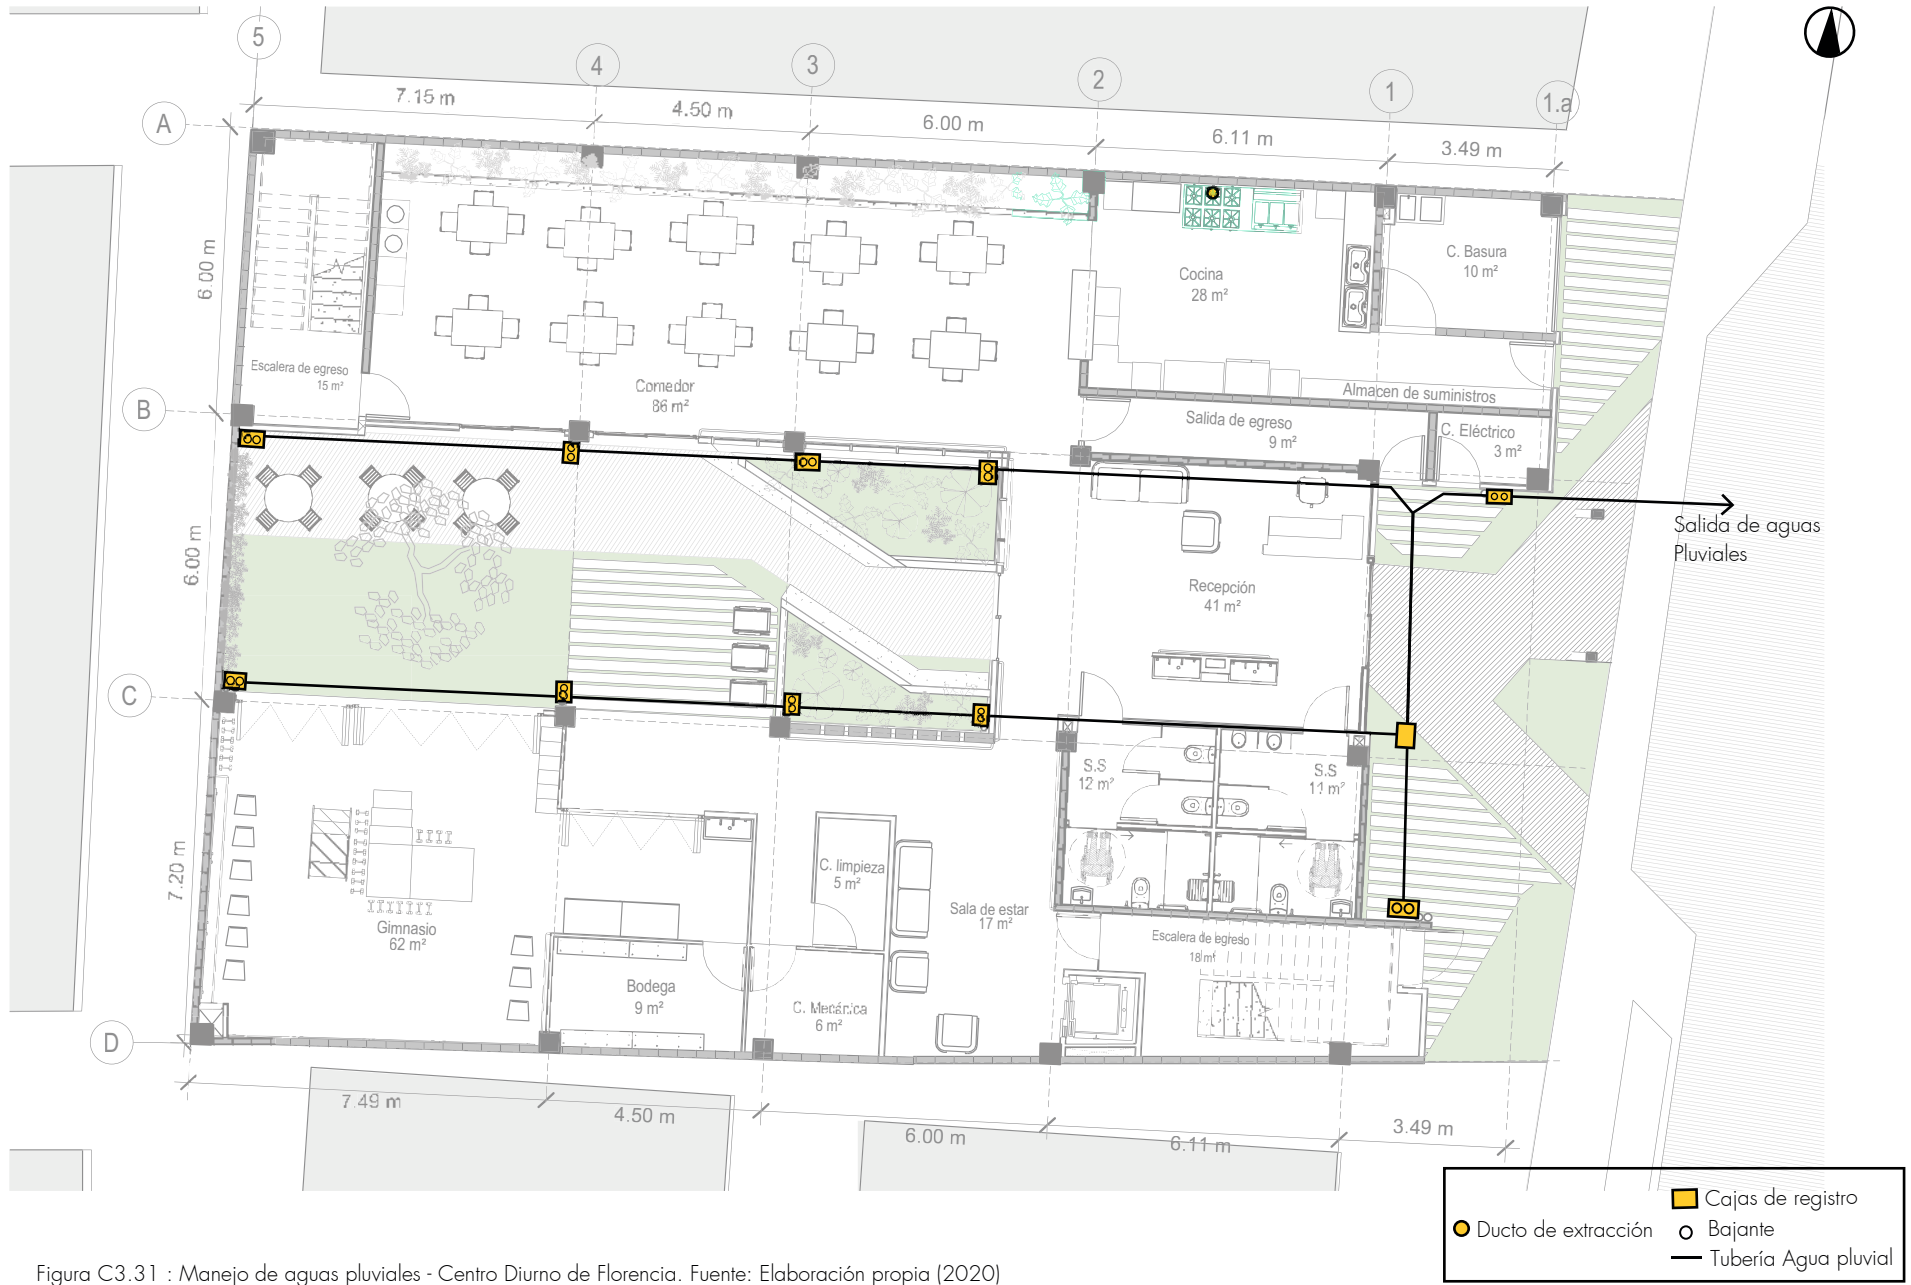 5
4
3
2
1
1.a
7.15 m
4.50 m
6.00 m
6.11 m
3.49 m
A
B
C
D
6.00 m
6.00 m
7.20 m
C. Basura
10 m²
Cocina
28 m²
Escalera de egreso
15 m²
Comedor
86 m²
Almacen de suministros
Salida de egreso
9 m²
C. Eléctrico
3 m²
Salida de aguas
Pluviales
Recepción
41 m²
S.S
12 m²
S.S
11 m²
C. limpieza
5 m²
Sala de estar
17 m²
Gimnasio
62 m²
Escalera de egreso
18 m²
Bodega
9 m²
C. Mecánica
6 m²
7.49 m
4.50 m
6.00 m
6.11 m
3.49 m
Cajas de registro
Ducto de extracción
Bajante
Tubería Agua pluvial
Figura C3.31 : Manejo de aguas pluviales - Centro Diurno de Florencia. Fuente: Elaboración propia (2020)